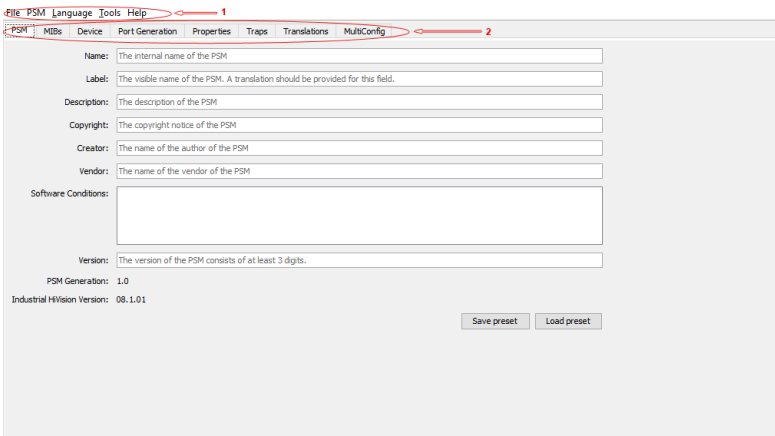 File PSM Language Tools Help 1
PSM MIBs Device Port Generation Properties Traps Translations MultiConfig 2
Name: The internal name of the PSM
Label: The visible name of the PSM. A translation should be provided for this field.
Description: The description of the PSM
Copyright: The copyright notice of the PSM
Creator: The name of the author of the PSM
Vendor: The name of the vendor of the PSM
Software Conditions:
Version: The version of the PSM consists of at least 3 digits.
PSM Generation: 1.0
Industrial HiVision Version: 08.1.01
Save preset Load preset